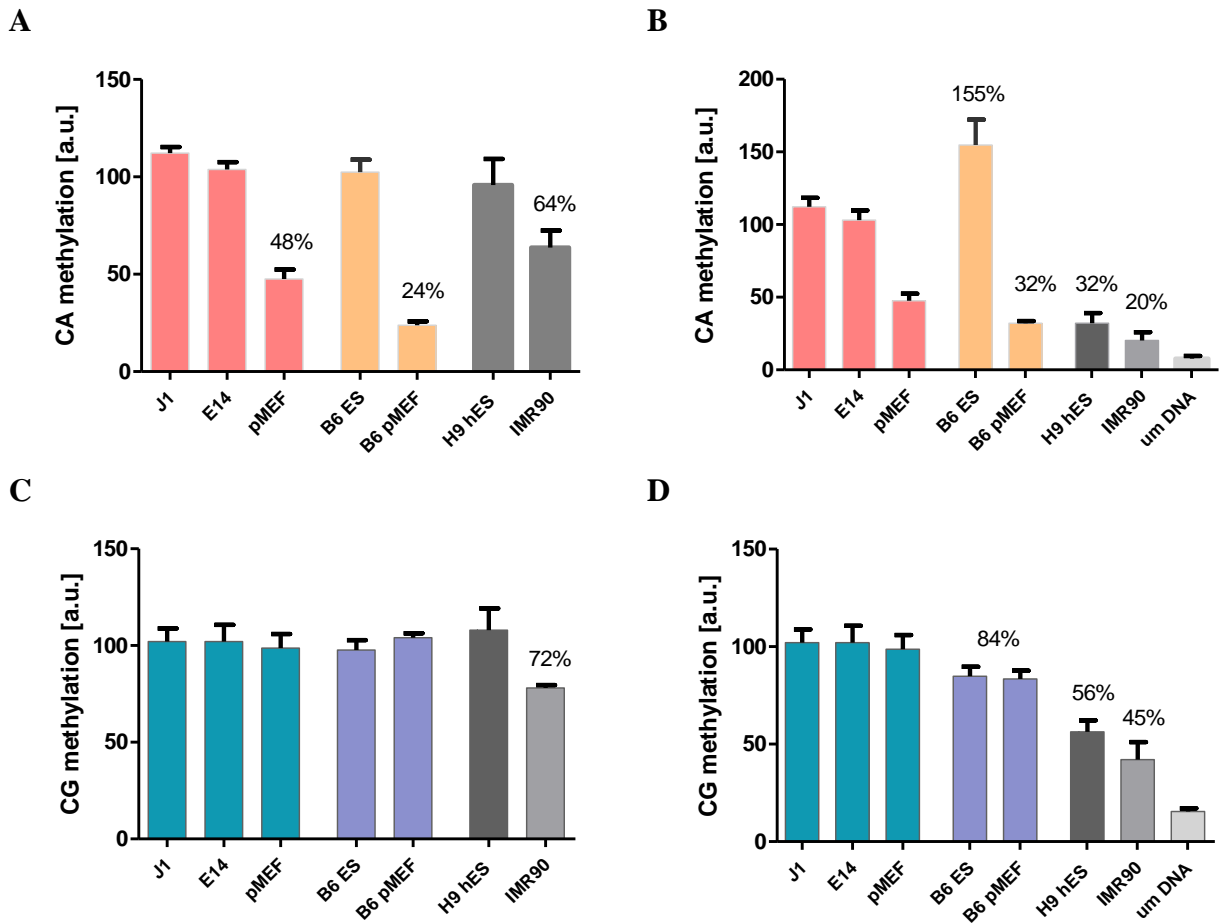 A
CA methylation [a.u.]
150
100
50
0
48%
24%
64%
J1
E14
pMEF
B6 ES
B6 pMEF
H9 hES
IMR90
B
CA methylation [a.u.]
200
150
100
50
0
155%
32%
32%
20%
J1
E14
pMEF
B6 ES
B6 pMEF
H9 hES
IMR90
um DNA
C
CG methylation [a.u.]
150
100
50
0
72%
J1
E14
pMEF
B6 ES
B6 pMEF
H9 hES
IMR90
D
CG methylation [a.u.]
150
100
50
0
84%
56%
45%
J1
E14
pMEF
B6 ES
B6 pMEF
H9 hES
IMR90
um DNA